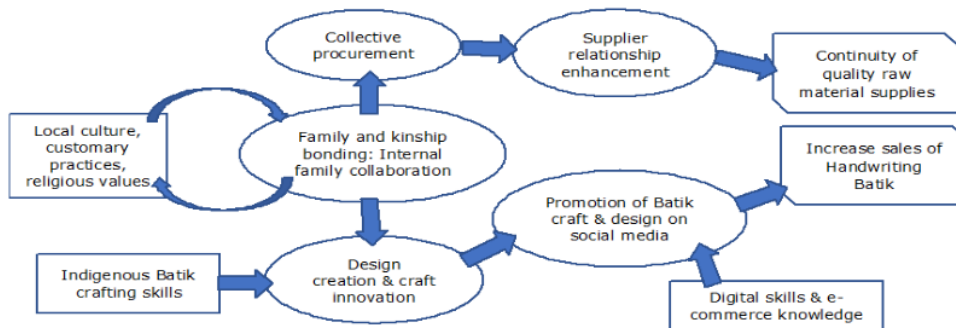 Collective
procurement
Supplier
relationship
enhancement
Continuity of
quality raw
material supplies
Local culture,
customary
practices,
religious values
Family and kinship
bonding: Internal
family collaboration
Increase sales of
Handwriting
Batik
Promotion of Batik
craft & design on
social media
Indigenous Batik
crafting skills
Design
creation & craft
innovation
Digital skills & e-
commerce knowledge